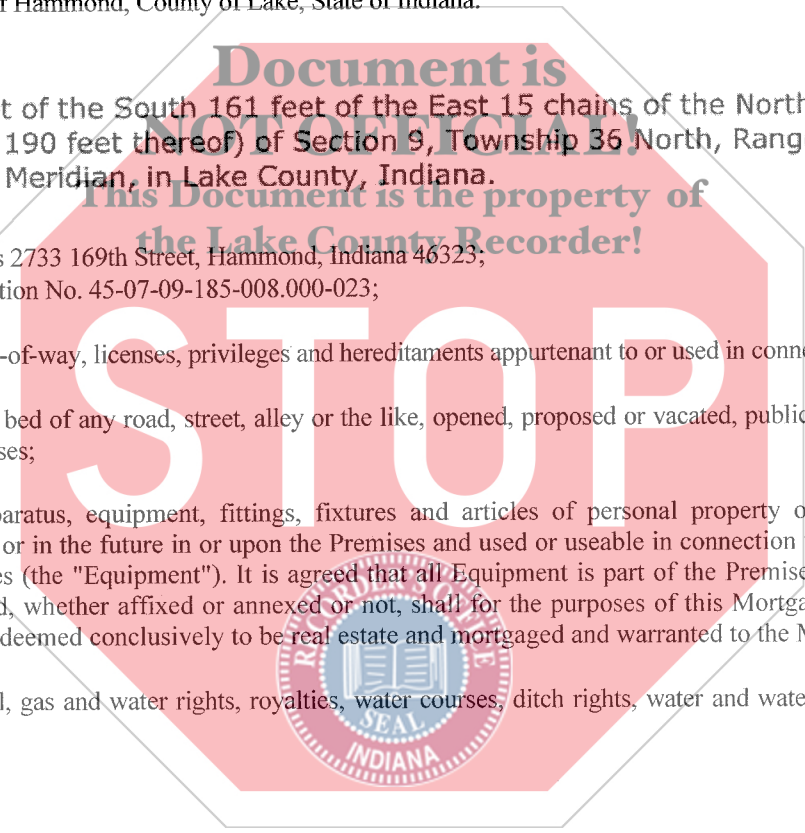 f Hammond, County of Lake, State of Indiana.
Document is
t of the South 161 feet of the East 15 chains of the North
NOT OFFICIAL!
190 feet thereof) of Section 9, Township 36 North, Rang
Meridian, in Lake County, Indiana.
This Document is the property of
the Lake County Recorder!
s 2733 169th Street, Hammond, Indiana 46323;
tion No. 45-07-09-185-008.000-023;
STOP
-of-way, licenses, privileges and hereditaments appurtenant to or used in conne
bed of any road, street, alley or the like, opened, proposed or vacated, public
ses;
paratus, equipment, fittings, fixtures and articles of personal property o
or in the future in or upon the Premises and used or useable in connection
es (the "Equipment"). It is agreed that all Equipment is part of the Premise
d, whether affixed or annexed or not, shall for the purposes of this Mortga
deemed conclusively to be real estate and mortgaged and warranted to the M
l, gas and water rights, royalties, water courses, ditch rights, water and wate
RECORDER'S OFFICE
SEAL
INDIANA